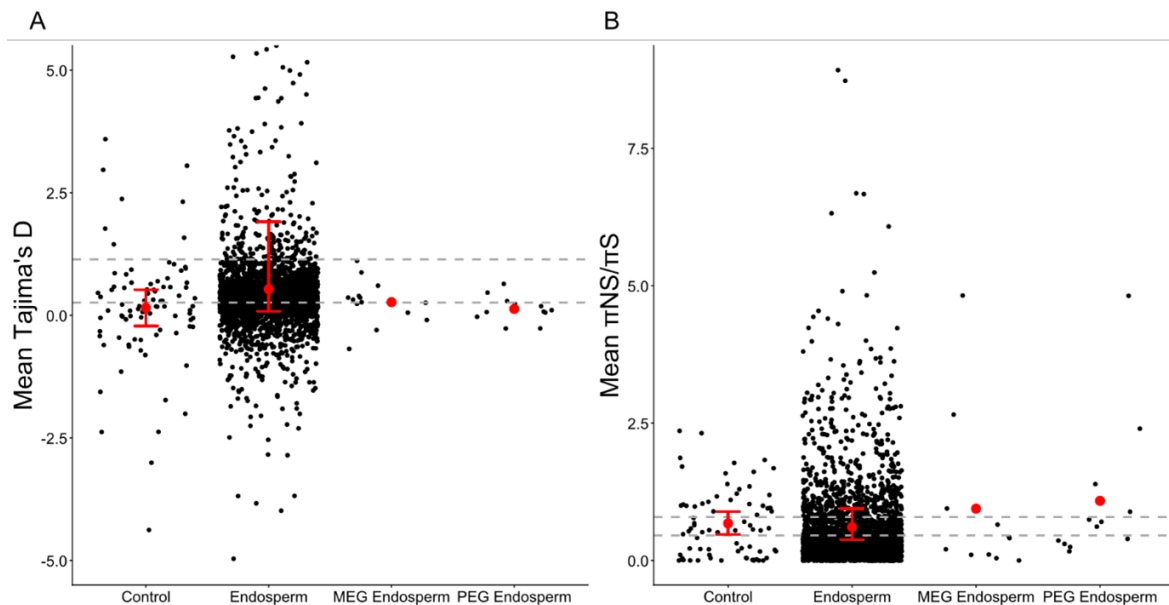 A
Mean Tajima's D
5.0
2.5
0.0
-2.5
-5.0
Control
Endosperm
MEG Endosperm
PEG Endosperm
B
Mean πNS/πS
7.5
5.0
2.5
0.0
Control
Endosperm
MEG Endosperm
PEG Endosperm